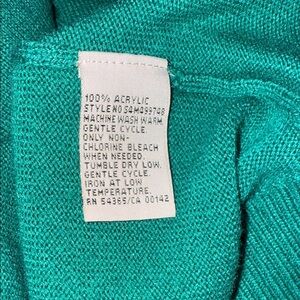 100% ACRYLIC
STYLE NO S4M499748
MACHINE WASH WARM.
GENTLE CYCLE.
ONLY NON-
CHLORINE BLEACH
WHEN NEEDED.
TUMBLE DRY LOW.
GENTLE CYCLE.
IRON AT LOW
TEMPERATURE.
RN 54365/CA 00142